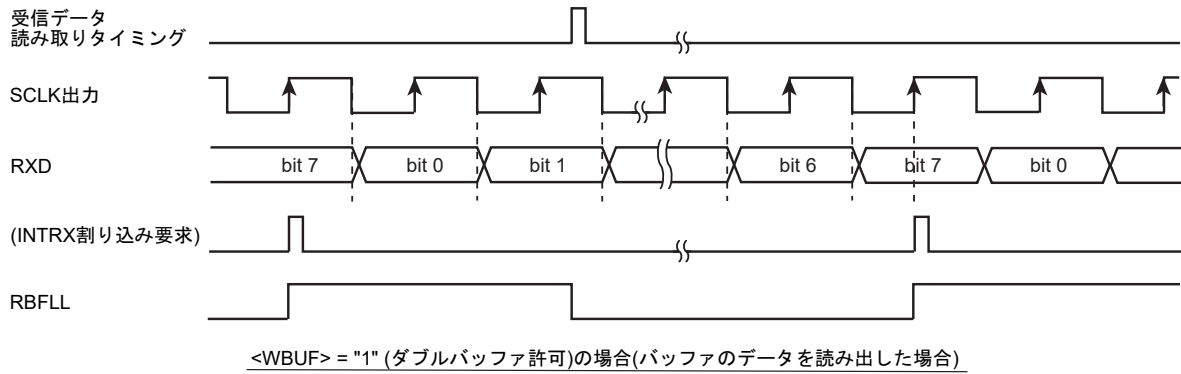 受信データ
読み取りタイミング
SCLK出力
RXD
bit 7
bit 0
bit 1
bit 6
bit 7
bit 0
(INTRX割り込み要求)
RBFLL
<WBUF> = "1" (ダブルバッファ許可)の場合(バッファのデータを読み出した場合)